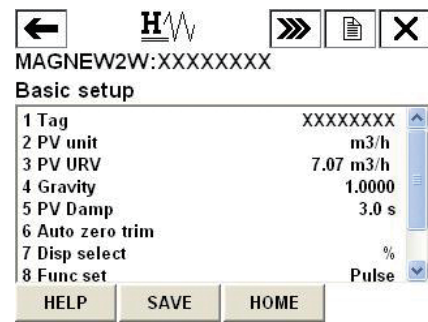 H
MAGNEW2W:XXXXXXXX
Basic setup
1 Tag XXXXXXXX
2 PV unit m3/h
3 PV URV 7.07 m3/h
4 Gravity 1.0000
5 PV Damp 3.0 s
6 Auto zero trim
7 Disp select %
8 Func set Pulse
HELP SAVE HOME